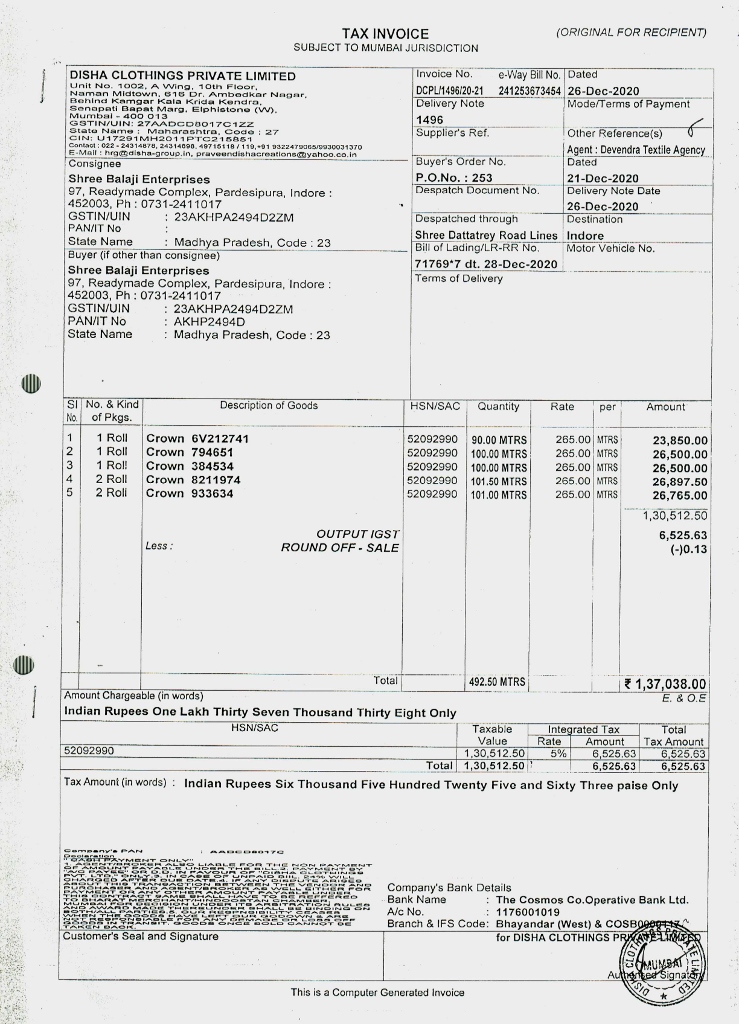 TAX INVOICE
(ORIGINAL FOR RECIPIENT)
SUBJECT TO MUMBAI JURISDICTION
DISHA CLOTHINGS PRIVATE LIMITED
Unit No. 1002, A Wing, 10th Floor,
Naman Midtown, 616 Dr. Ambedkar Nagar,
Behind Kamgar Kala Krida Kendra,
Senapati Bapat Marg, Elphistone (W),
Mumbai - 400 013
GSTIN/UIN: 27AADCD8017C1ZZ
State Name : Maharashtra, Code : 27
CIN: U17291MH2011PTC215851
Contact : 022 - 24314878, 24314898, 49715118 / 119,+91 9322479065/9930031370
E-Mail : hrg@disha-group.in, praveendishacreations@yahoo.co.in
Invoice No. e-Way Bill No. Dated
DCPL/1496/20-21 241253673454 26-Dec-2020
Delivery Note Mode/Terms of Payment
1496
Supplier's Ref. Other Reference(s)
Agent : Devendra Textile Agency
Buyer's Order No. Dated
P.O.No. : 253 21-Dec-2020
Despatch Document No. Delivery Note Date
26-Dec-2020
Despatched through Destination
Shree Dattatrey Road Lines Indore
Bill of Lading/LR-RR No. Motor Vehicle No.
71769*7 dt. 28-Dec-2020
Terms of Delivery
Consignee
Shree Balaji Enterprises
97, Readymade Complex, Pardesipura, Indore :
452003, Ph : 0731-2411017
GSTIN/UIN : 23AKHPA2494D2ZM
PAN/IT No :
State Name : Madhya Pradesh, Code : 23
Buyer (if other than consignee)
Shree Balaji Enterprises
97, Readymade Complex, Pardesipura, Indore :
452003, Ph : 0731-2411017
GSTIN/UIN : 23AKHPA2494D2ZM
PAN/IT No : AKHP2494D
State Name : Madhya Pradesh, Code : 23
Sl No. No. & Kind of Pkgs. Description of Goods HSN/SAC Quantity Rate per Amount
1 1 Roll Crown 6V212741 52092990 90.00 MTRS 265.00 MTRS 23,850.00
2 1 Roll Crown 794651 52092990 100.00 MTRS 265.00 MTRS 26,500.00
3 1 Roll Crown 384534 52092990 100.00 MTRS 265.00 MTRS 26,500.00
4 2 Roll Crown 8211974 52092990 101.50 MTRS 265.00 MTRS 26,897.50
5 2 Roll Crown 933634 52092990 101.00 MTRS 265.00 MTRS 26,765.00
1,30,512.50
OUTPUT IGST 6,525.63
Less : ROUND OFF - SALE (-)0.13
Total 492.50 MTRS ₹ 1,37,038.00
Amount Chargeable (in words) E. & O.E
Indian Rupees One Lakh Thirty Seven Thousand Thirty Eight Only
HSN/SAC Taxable Value Integrated Tax Rate Amount Total Tax Amount
52092990 1,30,512.50 5% 6,525.63 6,525.63
Total 1,30,512.50 6,525.63 6,525.63
Tax Amount (in words) : Indian Rupees Six Thousand Five Hundred Twenty Five and Sixty Three paise Only
Company's PAN : AADCD8017C
Declaration
"CASH PAYMENT ONLY"
Company's Bank Details
Bank Name : The Cosmos Co.Operative Bank Ltd.
A/c No. : 1176001019
Branch & IFS Code: Bhayandar (West) &
Customer's Seal and Signature
for DISHA CLOTHINGS PRIVATE LIMITED
MUMBAI
Authorised Signatory
This is a Computer Generated Invoice